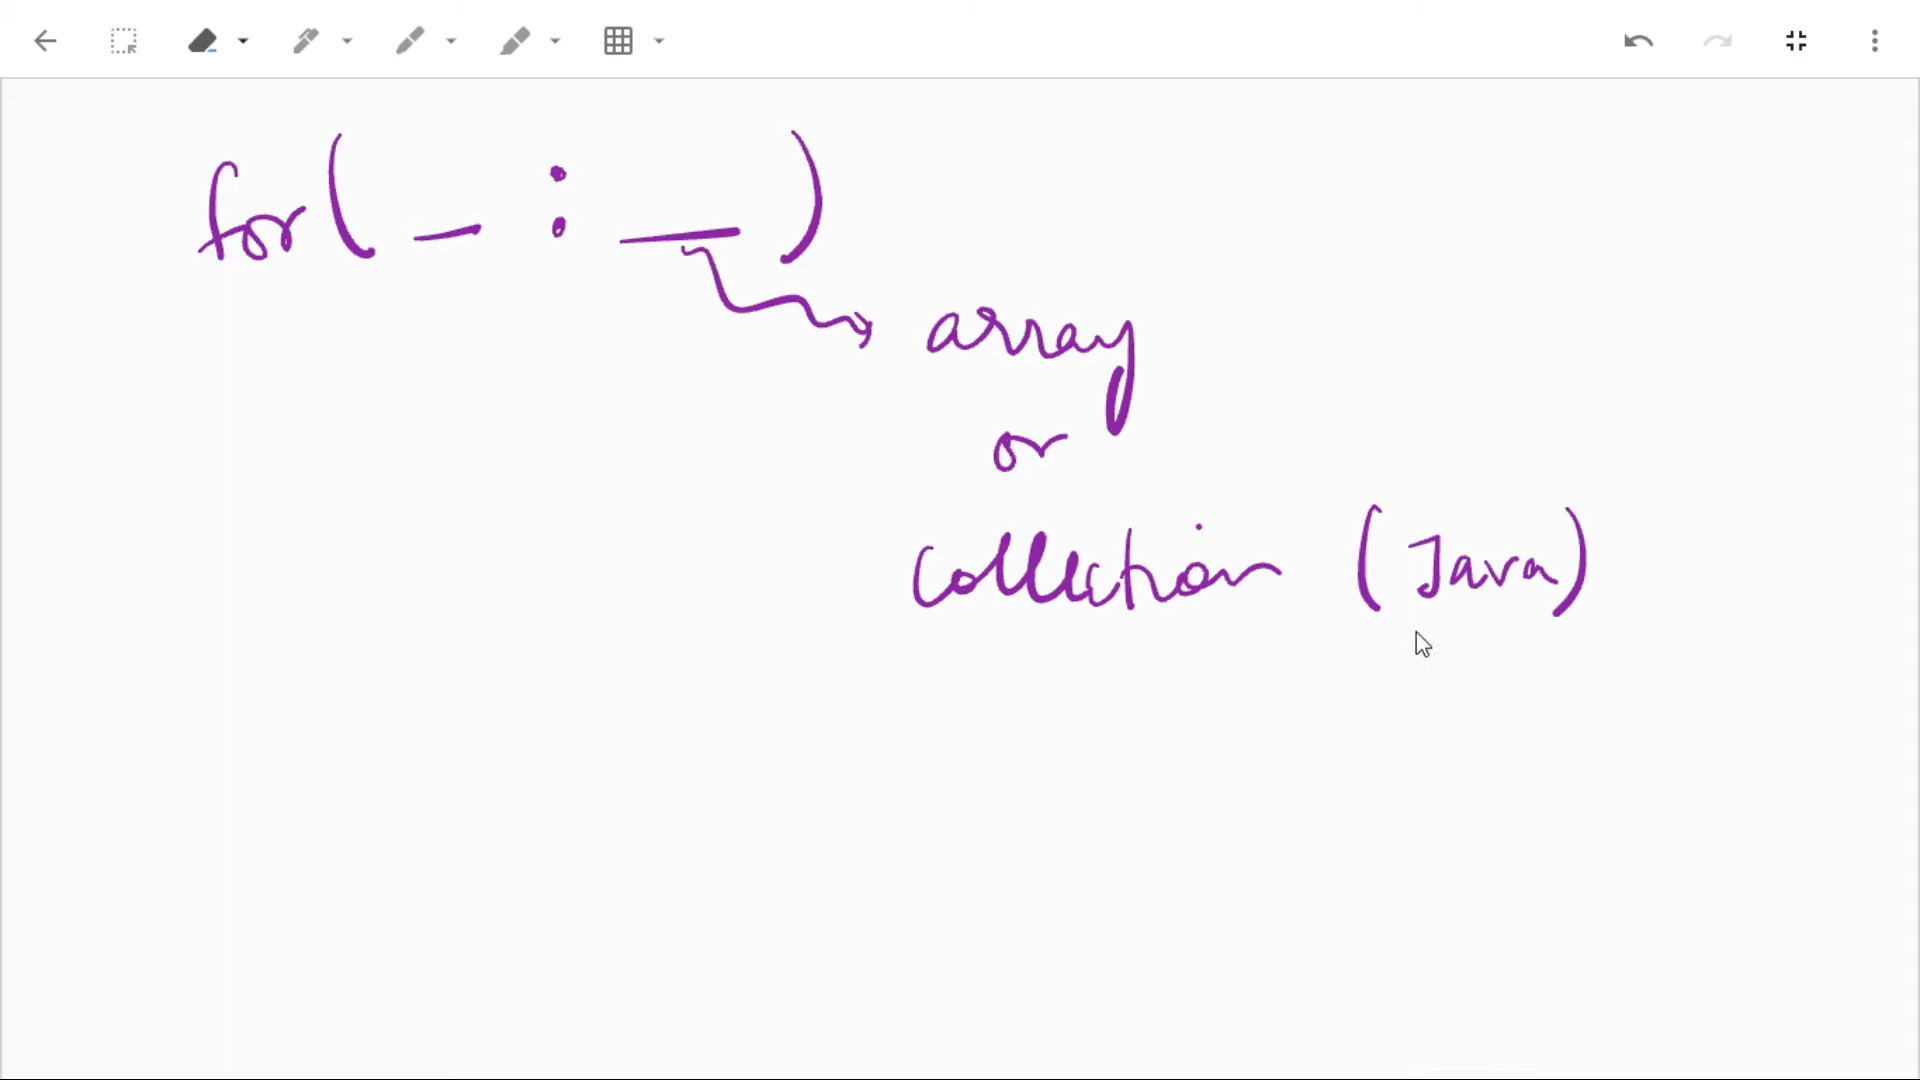 for( _ : _ )
array
or
collection (Java)